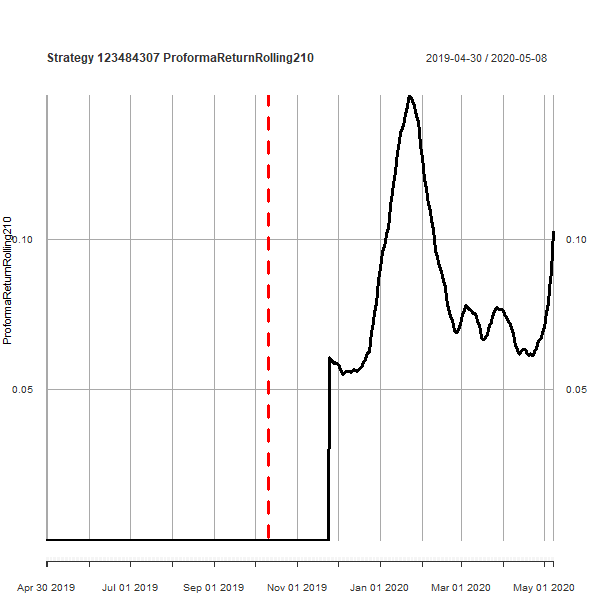 Strategy 123484307 ProformaReturnRolling210
2019-04-30 / 2020-05-08
ProformaReturnRolling210
0.10
0.10
0.05
0.05
Apr 30 2019
Jul 01 2019
Sep 01 2019
Nov 01 2019
Jan 01 2020
Mar 01 2020
May 01 2020